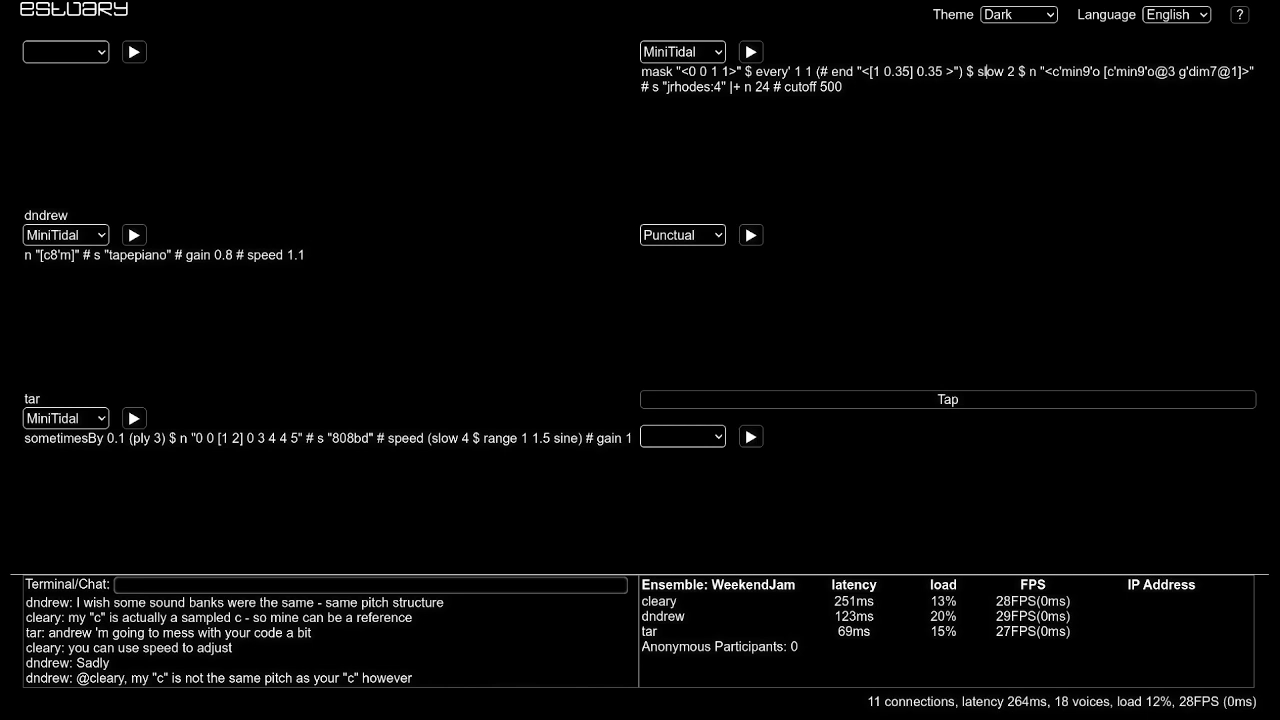 estuary
Theme Dark Language English ?
MiniTidal
mask "<0 0 1 1>" $ every' 1 1 (# end "<[1 0.35] 0.35 >") $ slow 2 $ n "<c'min9'o [c'min9'o@3 g'dim7@1]>"
# s "jrhodes:4" |+ n 24 # cutoff 500
dndrew
MiniTidal
n "[c8'm]" # s "tapepiano" # gain 0.8 # speed 1.1
Punctual
tar
MiniTidal
sometimesBy 0.1 (ply 3) $ n "0 0 [1 2] 0 3 4 4 5" # s "808bd" # speed (slow 4 $ range 1 1.5 sine) # gain 1
Tap
Terminal/Chat:
dndrew: I wish some sound banks were the same - same pitch structure
cleary: my "c" is actually a sampled c - so mine can be a reference
tar: andrew 'm going to mess with your code a bit
cleary: you can use speed to adjust
dndrew: Sadly
dndrew: @cleary, my "c" is not the same pitch as your "c" however
Ensemble: WeekendJam latency load FPS IP Address
cleary 251ms 13% 28FPS(0ms)
dndrew 123ms 20% 29FPS(0ms)
tar 69ms 15% 27FPS(0ms)
Anonymous Participants: 0
11 connections, latency 264ms, 18 voices, load 12%, 28FPS (0ms)